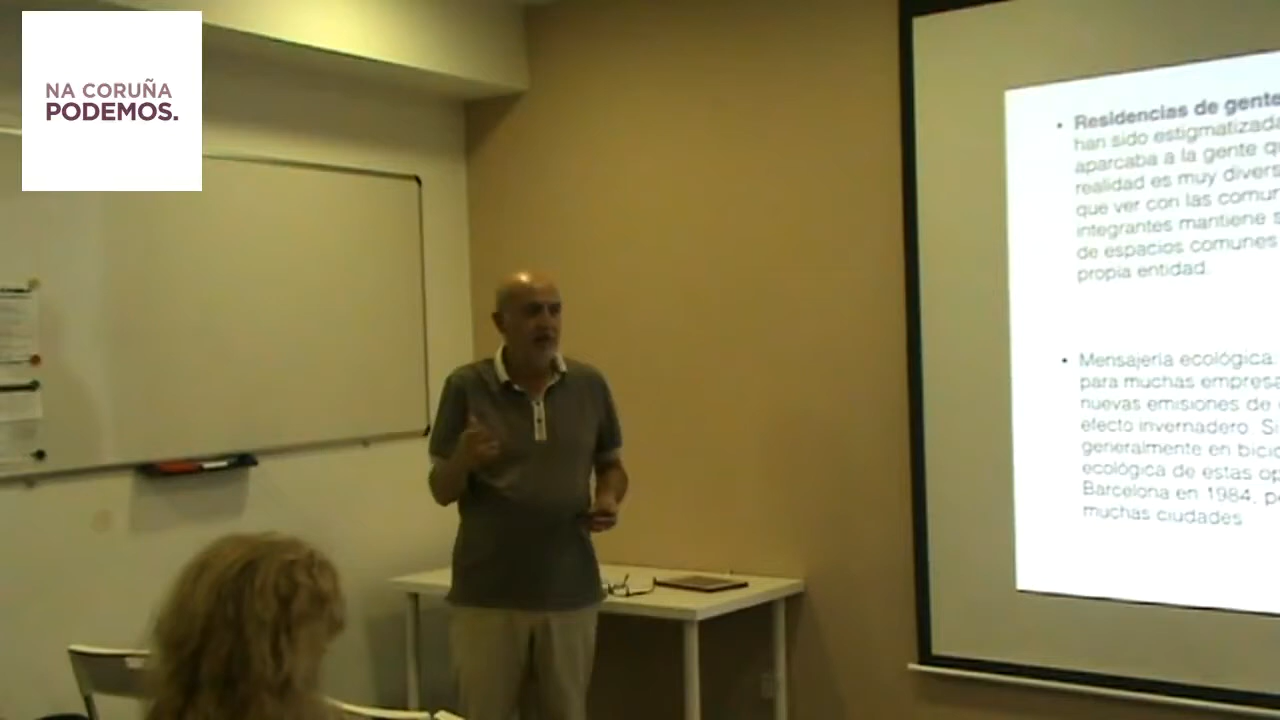 NA CORUÑA
PODEMOS.
• Residencias de gente
han sido estigmatizada
aparcaba a la gente
realidad es muy divers
que ver con las comun
integrantes mantiene s
de espacios comunes
propia entidad.
• Mensajería ecológica.
para muchas empresa
nuevas emisiones de
efecto invernadero. Si
generalmente en bicic
ecológica de estas op
Barcelona en 1984, p
muchas ciudades